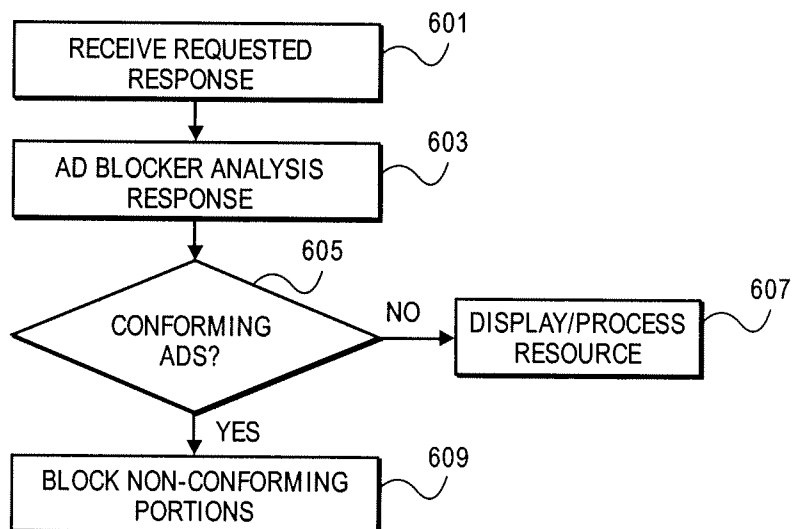 RECEIVE REQUESTED
RESPONSE
601
AD BLOCKER ANALYSIS
RESPONSE
603
605
CONFORMING
ADS?
NO
DISPLAY/PROCESS
RESOURCE
607
YES
BLOCK NON-CONFORMING
PORTIONS
609